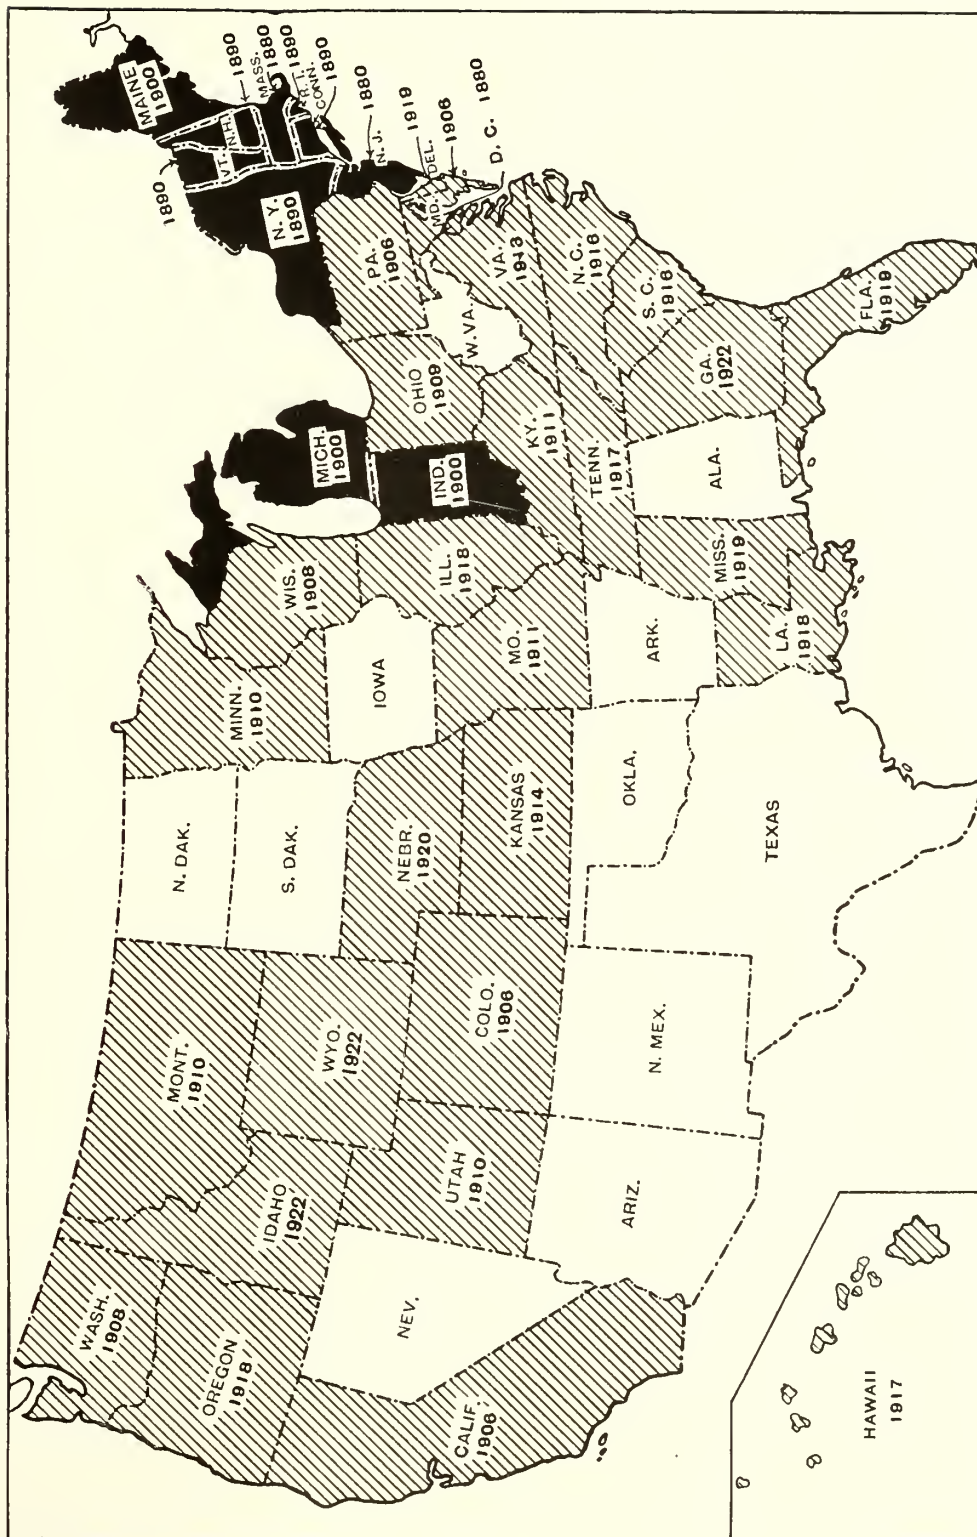 WASH.
1908
OREGON
1918
CALIF.
1906
NEV.
IDAHO
1922
MONT.
1910
WYO.
1922
UTAH
1910
COLO.
1906
ARIZ.
N. MEX.
N. DAK.
S. DAK.
NEBR.
1920
KANSAS
1914
OKLA.
TEXAS
MINN.
1910
IOWA
MO.
1911
ARK.
LA.
1918
WIS.
1908
ILL.
1918
MISS.
1919
MICH.
1900
IND.
1900
OHIO
1909
KY.
1911
TENN.
1917
ALA.
GA.
1922
FLA.
1919
S. C.
1916
N. C.
1916
VA.
1913
W. VA.
PA.
1906
N. Y.
1890
1890
VT.
N.H.
MAINE
1900
1890
MASS.
1880
1890
R. I.
CONN.
1890
1880
N. J.
1919
DEL.
1906
MD.
D. C. 1880
HAWAII
1917